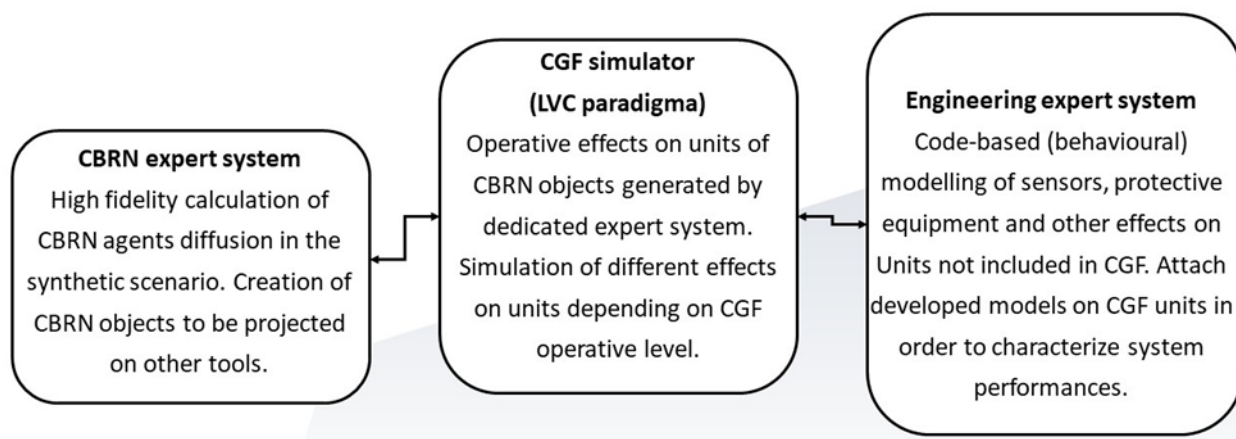 CBRN expert system
High fidelity calculation of
CBRN agents diffusion in the
synthetic scenario. Creation of
CBRN objects to be projected
on other tools.
CGF simulator
(LVC paradigma)
Operative effects on units of
CBRN objects generated by
dedicated expert system.
Simulation of different effects
on units depending on CGF
operative level.
Engineering expert system
Code-based (behavioural)
modelling of sensors, protective
equipment and other effects on
Units not included in CGF. Attach
developed models on CGF units in
order to characterize system
performances.